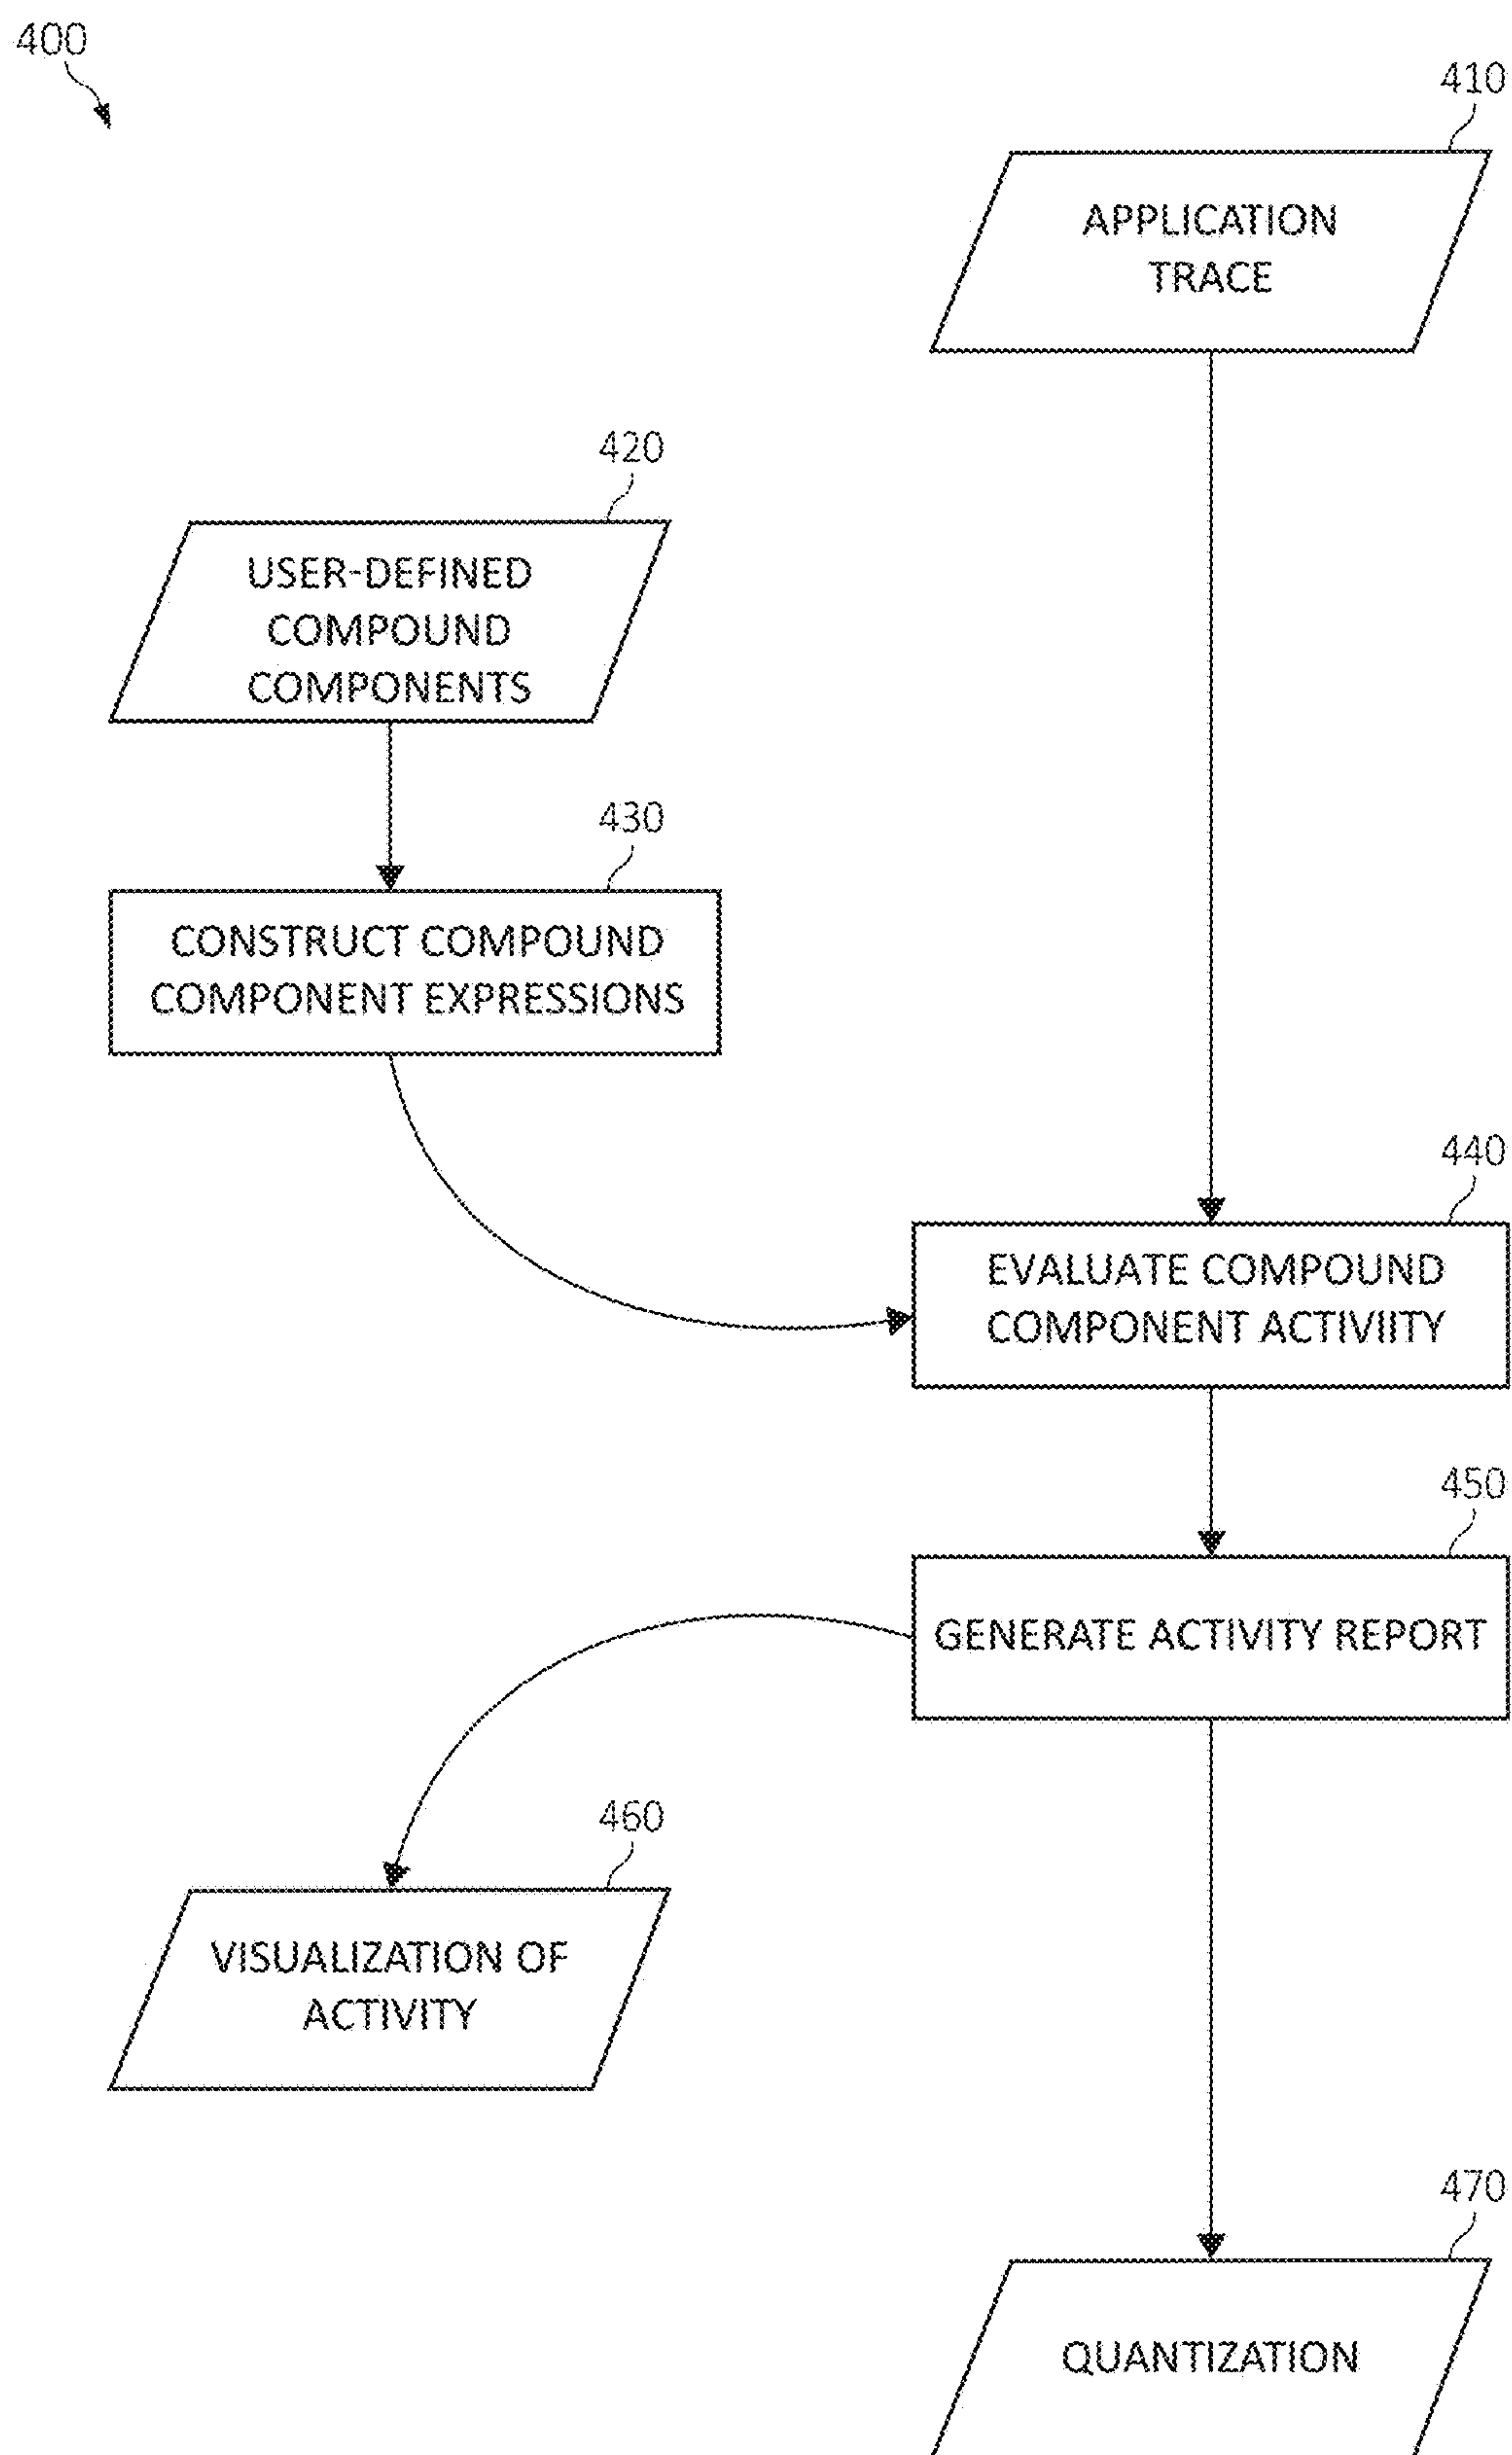 400
410
APPLICATION
TRACE
420
USER-DEFINED
COMPOUND
COMPONENTS
430
CONSTRUCT COMPOUND
COMPONENT EXPRESSIONS
440
EVALUATE COMPOUND
COMPONENT ACTIVIITY
450
GENERATE ACTIVITY REPORT
460
VISUALIZATION OF
ACTIVITY
470
QUANTIZATION